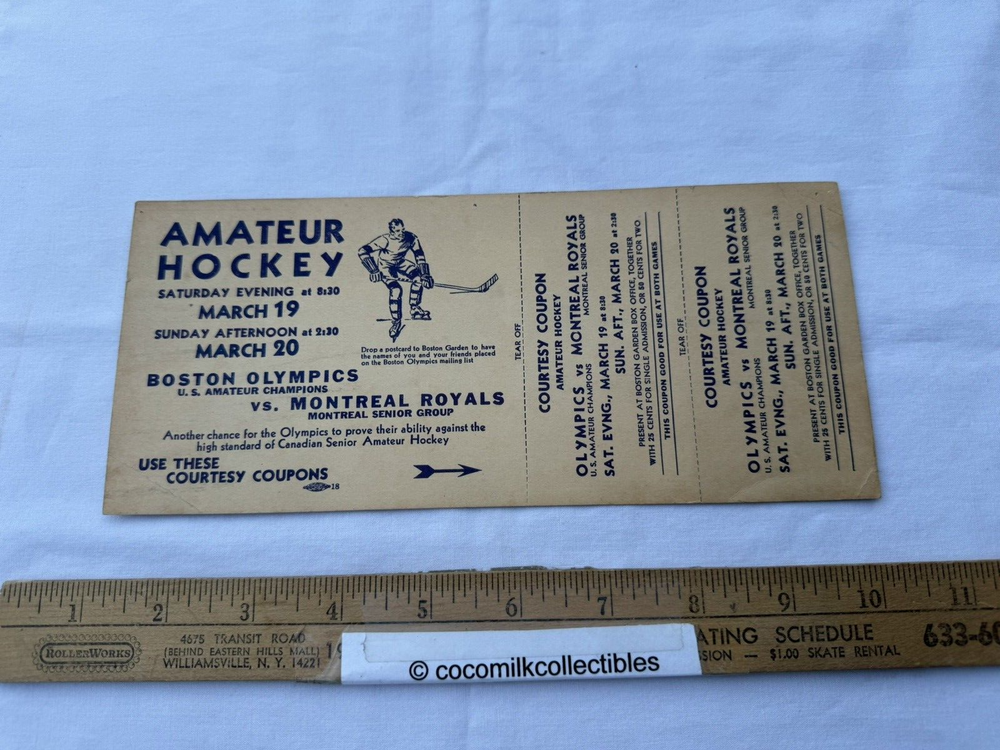 AMATEUR
HOCKEY
SATURDAY EVENING at 8:30
MARCH 19
SUNDAY AFTERNOON at 2:30
MARCH 20
Drop a postcard to Boston Garden to have
the names of you and your friends placed
on the Boston Olympics mailing list
BOSTON OLYMPICS
U. S. AMATEUR CHAMPIONS
vs. MONTREAL ROYALS
MONTREAL SENIOR GROUP
Another chance for the Olympics to prove their ability against the
high standard of Canadian Senior Amateur Hockey
USE THESE
COURTESY COUPONS
18
TEAR OFF
COURTESY COUPON
AMATEUR HOCKEY
OLYMPICS vs MONTREAL ROYALS
U. S. AMATEUR CHAMPIONS MONTREAL SENIOR GROUP
SAT. EVNG., MARCH 19 at 8:30
SUN. AFT., MARCH 20 at 2:30
PRESENT AT BOSTON GARDEN BOX OFFICE, TOGETHER
WITH 25 CENTS FOR SINGLE ADMISSION, OR 50 CENTS FOR TWO
THIS COUPON GOOD FOR USE AT BOTH GAMES
TEAR OFF
COURTESY COUPON
AMATEUR HOCKEY
OLYMPICS vs MONTREAL ROYALS
U. S. AMATEUR CHAMPIONS MONTREAL SENIOR GROUP
SAT. EVNG., MARCH 19 at 8:30
SUN. AFT., MARCH 20 at 2:30
PRESENT AT BOSTON GARDEN BOX OFFICE, TOGETHER
WITH 25 CENTS FOR SINGLE ADMISSION, OR 50 CENTS FOR TWO
THIS COUPON GOOD FOR USE AT BOTH GAMES
1 2 3 4 5 6 7 8 9 10 11
ROLLERWORKS
4675 TRANSIT ROAD
(BEHIND EASTERN HILLS MALL)
WILLIAMSVILLE, N. Y. 14221
ATING SCHEDULE
SION — $1.00 SKATE RENTAL
633-6
© cocomilkcollectibles